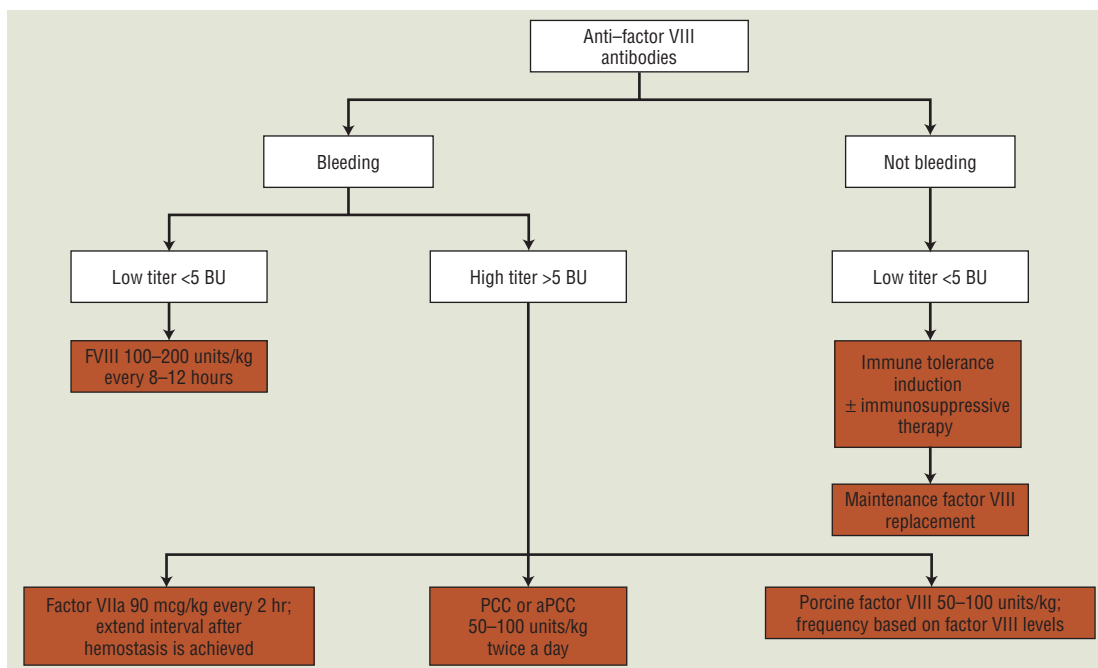 Anti–factor VIII
antibodies
Bleeding
Not bleeding
Low titer <5 BU
High titer >5 BU
Low titer <5 BU
FVIII 100–200 units/kg
every 8–12 hours
Immune tolerance
induction
± immunosuppressive
therapy
Maintenance factor VIII
replacement
Factor VIIa 90 mcg/kg every 2 hr;
extend interval after
hemostasis is achieved
PCC or aPCC
50–100 units/kg
twice a day
Porcine factor VIII 50–100 units/kg;
frequency based on factor VIII levels